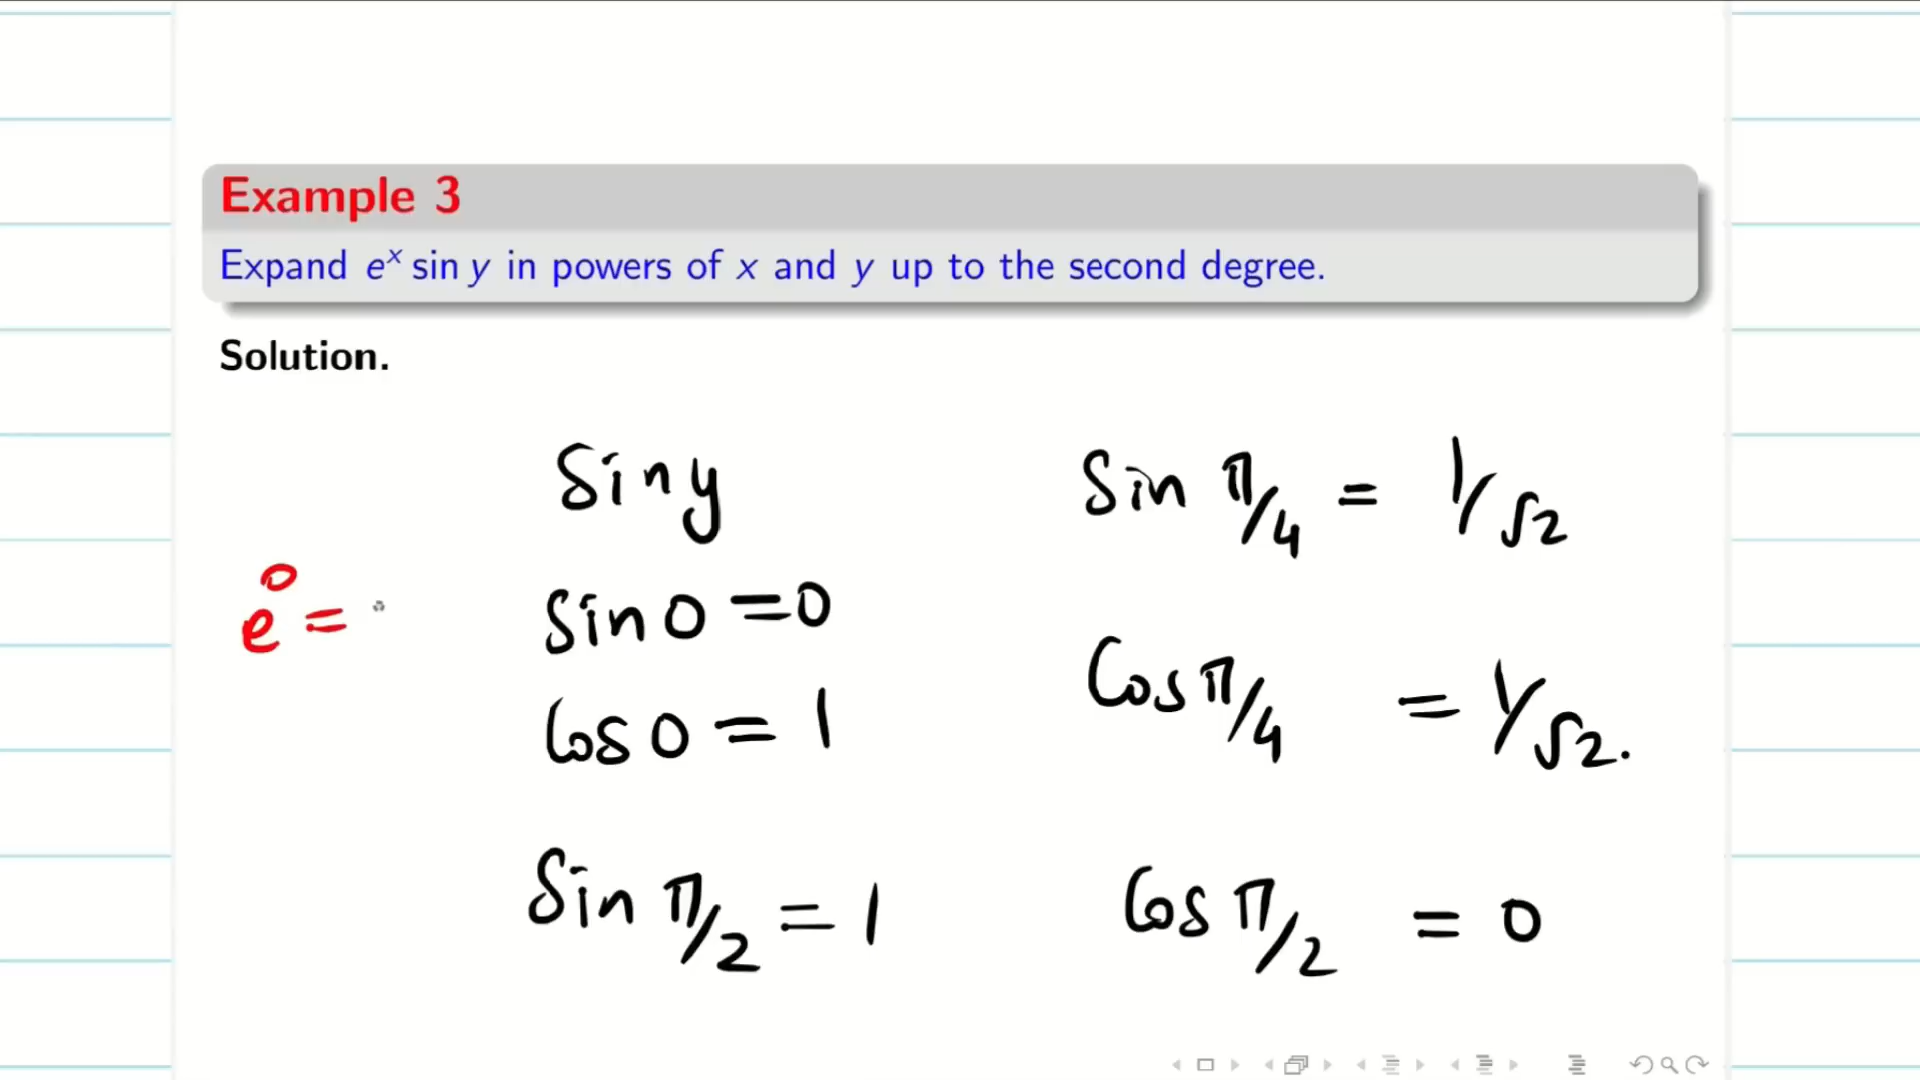 Example 3
Expand e^x sin y in powers of x and y up to the second degree.
Solution.
Sin y
Sin π/4 = 1/√2
e^0 =
Sin 0 = 0
Cos π/4 = 1/√2.
Cos 0 = 1
Sin π/2 = 1
Cos π/2 = 0